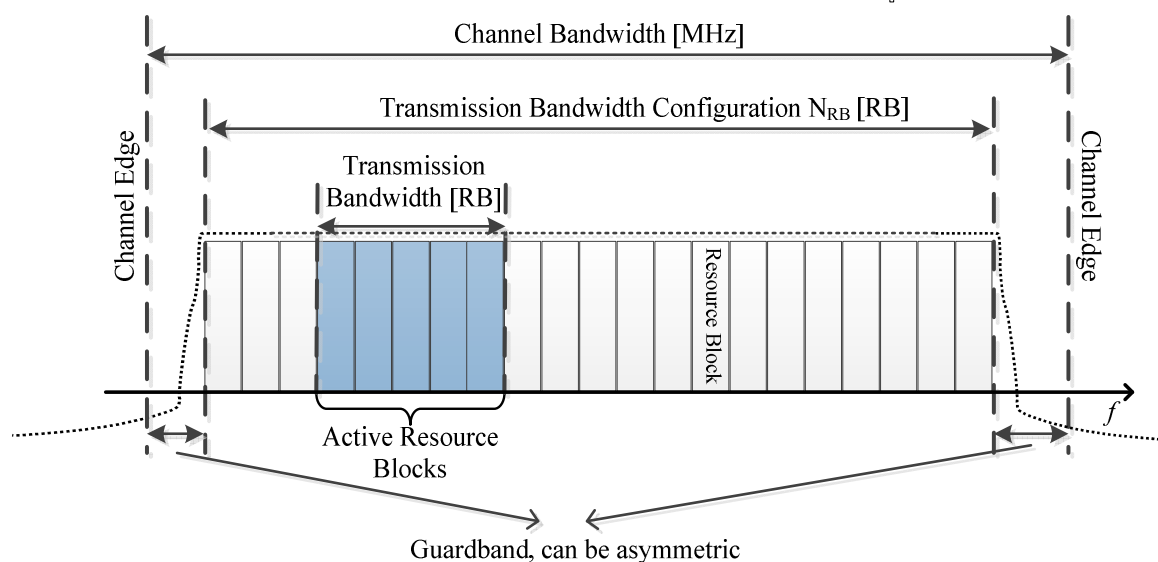 Channel Bandwidth [MHz]
Transmission Bandwidth Configuration N_RB [RB]
Transmission
Bandwidth [RB]
Channel Edge
Channel Edge
Resource Block
f
Active Resource
Blocks
Guardband, can be asymmetric